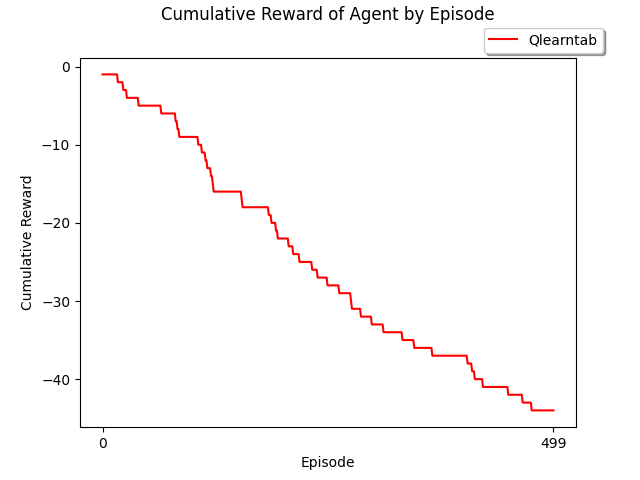 Cumulative Reward of Agent by Episode
Qlearntab
0
−10
−20
−30
−40
Cumulative Reward
0
499
Episode